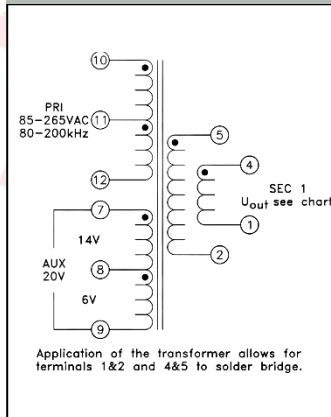 10
PRI
85-265VAC
80-200kHz
11
12
5
4
SEC 1
Uout see chart
1
2
7
14V
AUX
20V
8
6V
9
Application of the transformer allows for
terminals 1&2 and 4&5 to solder bridge.